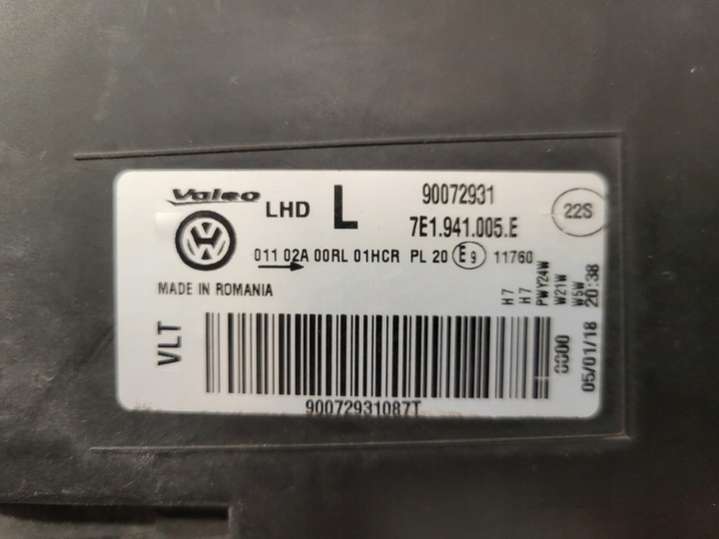 Valeo
LHD L
90072931
7E1.941.005.E
22S
011 02A 00RL 01HCR PL 20 E9 11760
MADE IN ROMANIA
VLT
H7
H7
PWY24W
W21W
W5W
0000
05/01/18 20:38
90072931087T